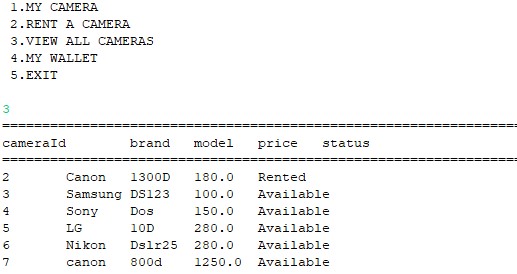 1.MY CAMERA
2.RENT A CAMERA
3.VIEW ALL CAMERAS
4.MY WALLET
5.EXIT
3
=================================================================
cameraId brand model price status
=================================================================
2 Canon 1300D 180.0 Rented
3 Samsung DS123 100.0 Available
4 Sony Dos 150.0 Available
5 LG 10D 280.0 Available
6 Nikon Dslr25 280.0 Available
7 canon 800d 1250.0 Available